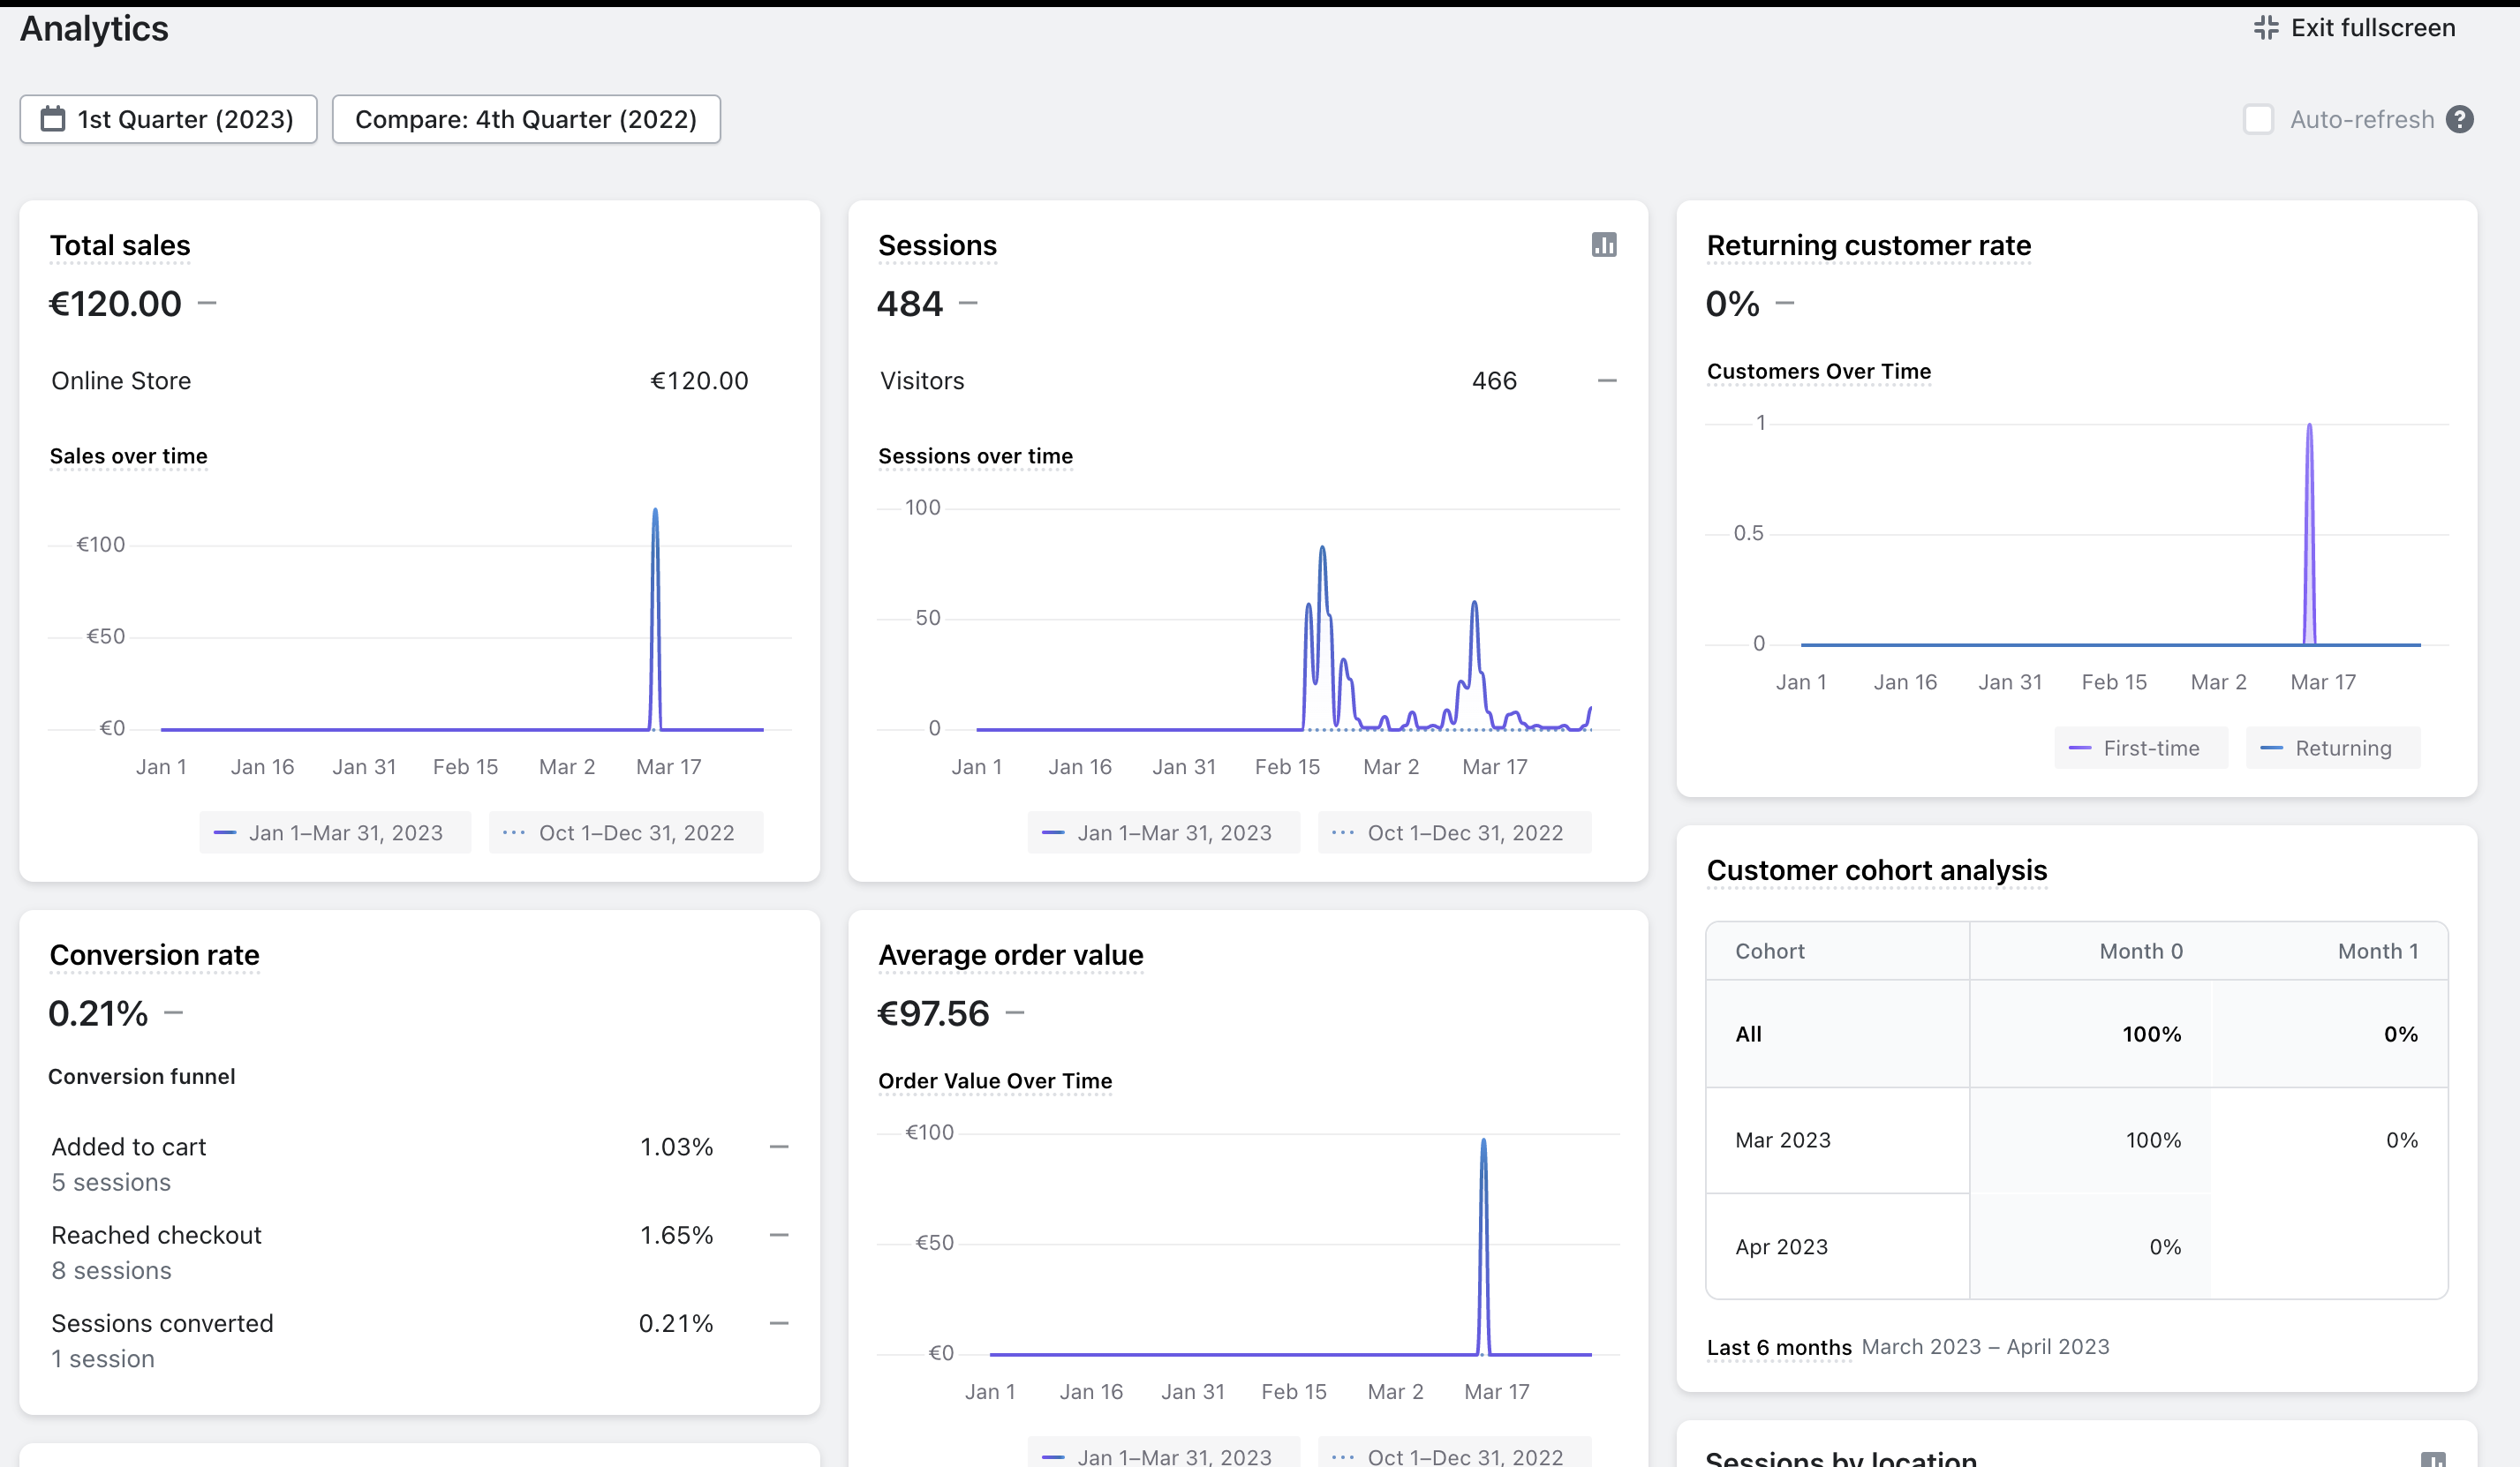 Analytics
Exit fullscreen
1st Quarter (2023)
Compare: 4th Quarter (2022)
Auto-refresh
?
Total sales
€120.00 –
Online Store €120.00
Sales over time
€100
€50
€0
Jan 1 Jan 16 Jan 31 Feb 15 Mar 2 Mar 17
Jan 1–Mar 31, 2023 Oct 1–Dec 31, 2022
Sessions
484 –
Visitors 466 –
Sessions over time
100
50
0
Jan 1 Jan 16 Jan 31 Feb 15 Mar 2 Mar 17
Jan 1–Mar 31, 2023 Oct 1–Dec 31, 2022
Returning customer rate
0% –
Customers Over Time
1
0.5
0
Jan 1 Jan 16 Jan 31 Feb 15 Mar 2 Mar 17
First-time Returning
Conversion rate
0.21% –
Conversion funnel
Added to cart 1.03% –
5 sessions
Reached checkout 1.65% –
8 sessions
Sessions converted 0.21% –
1 session
Average order value
€97.56 –
Order Value Over Time
€100
€50
€0
Jan 1 Jan 16 Jan 31 Feb 15 Mar 2 Mar 17
Jan 1–Mar 31, 2023 Oct 1–Dec 31, 2022
Customer cohort analysis
Cohort Month 0 Month 1
All 100% 0%
Mar 2023 100% 0%
Apr 2023 0%
Last 6 months March 2023 – April 2023
Sessions by location